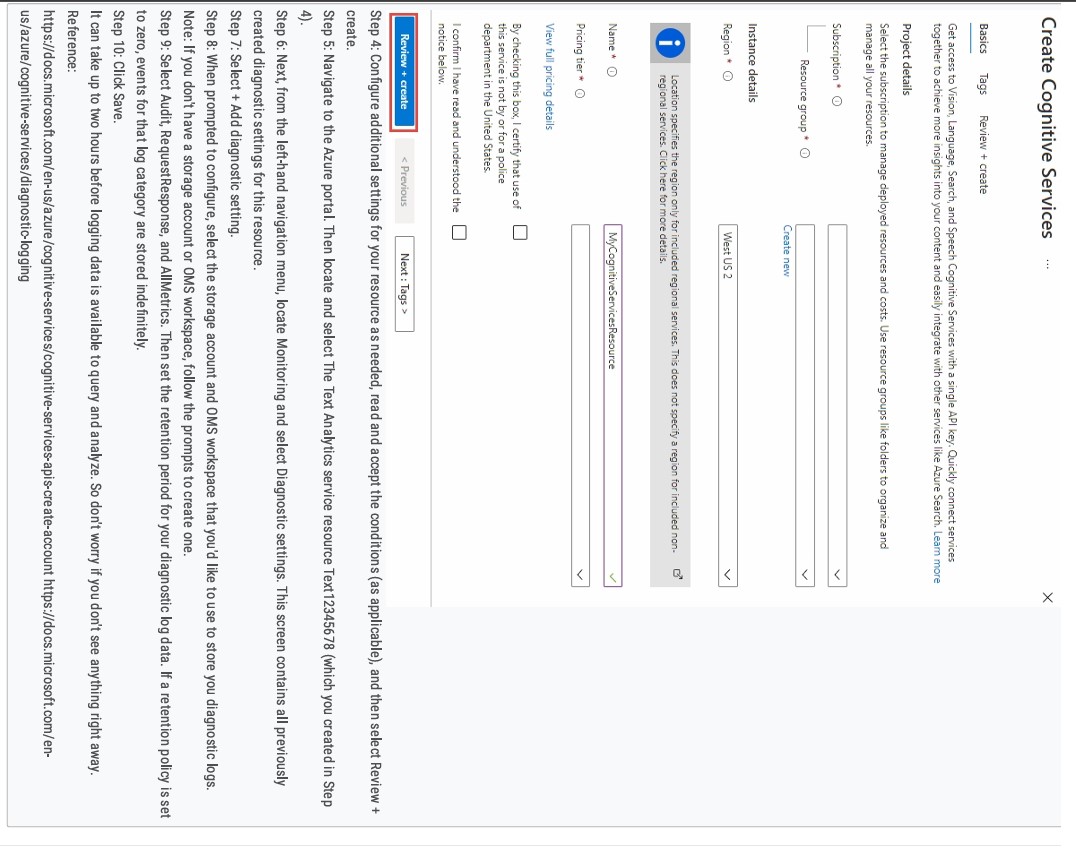 Create Cognitive Services ...
Basics Tags Review + create
Get access to Vision, Language, Search, and Speech Cognitive Services with a single API key. Quickly connect services
together to achieve more insights into your content and easily integrate with other services like Azure Search. Learn more
Project details
Select the subscription to manage deployed resources and costs. Use resource groups like folders to organize and
manage all your resources.
Subscription *
Resource group *
Create new
Instance details
Region * West US 2
Location specifies the region only for included regional services. This does not specify a region for included non-
regional services. Click here for more details.
Name * MyCognitiveServicesResource
Pricing tier *
View full pricing details
By checking this box, I certify that use of
this service is not by or for a police
department in the United States.
I confirm I have read and understood the
notice below.
Review + create < Previous Next : Tags >
Step 4: Configure additional settings for your resource as needed, read and accept the conditions (as applicable), and then select Review +
create.
Step 5: Navigate to the Azure portal. Then locate and select The Text Analytics service resource Text12345678 (which you created in Step
4).
Step 6: Next, from the left-hand navigation menu, locate Monitoring and select Diagnostic settings. This screen contains all previously
created diagnostic settings for this resource.
Step 7: Select + Add diagnostic setting.
Step 8: When prompted to configure, select the storage account and OMS workspace that you'd like to use to store you diagnostic logs.
Note: If you don't have a storage account or OMS workspace, follow the prompts to create one.
Step 9: Select Audit, RequestResponse, and AllMetrics. Then set the retention period for your diagnostic log data. If a retention policy is set
to zero, events for that log category are stored indefinitely.
Step 10: Click Save.
It can take up to two hours before logging data is available to query and analyze. So don't worry if you don't see anything right away.
Reference:
https://docs.microsoft.com/en-us/azure/cognitive-services/cognitive-services-apis-create-account https://docs.microsoft.com/en-
us/azure/cognitive-services/diagnostic-logging